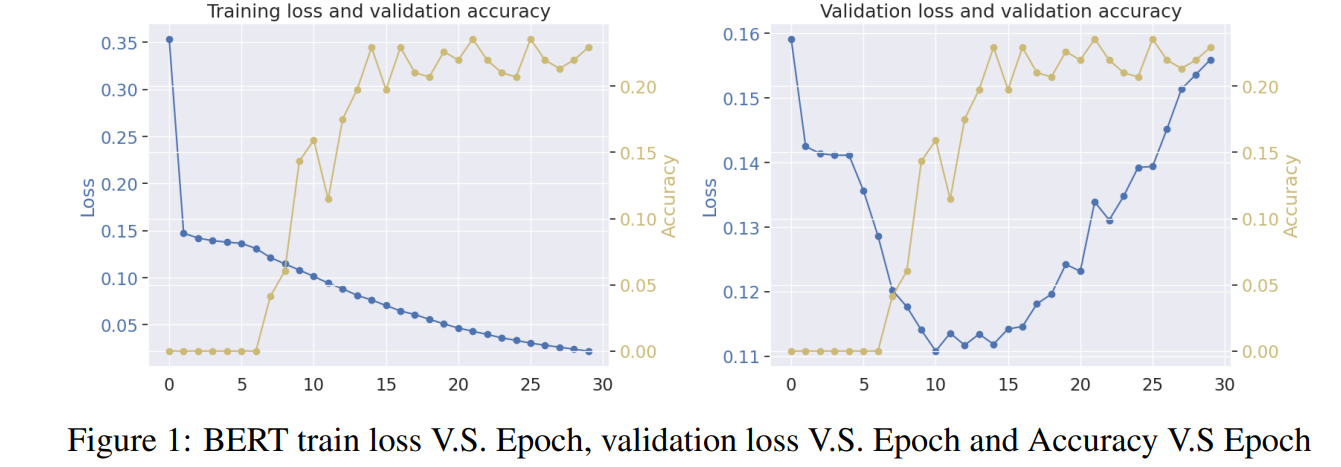 Training loss and validation accuracy
Validation loss and validation accuracy
0.35
0.30
0.25
0.20
0.15
0.10
0.05
Loss
0.20
0.15
0.10
0.05
0.00
Accuracy
0 5 10 15 20 25 30
0.16
0.15
0.14
0.13
0.12
0.11
Loss
0.20
0.15
0.10
0.05
0.00
Accuracy
0 5 10 15 20 25 30
Figure 1: BERT train loss V.S. Epoch, validation loss V.S. Epoch and Accuracy V.S Epoch